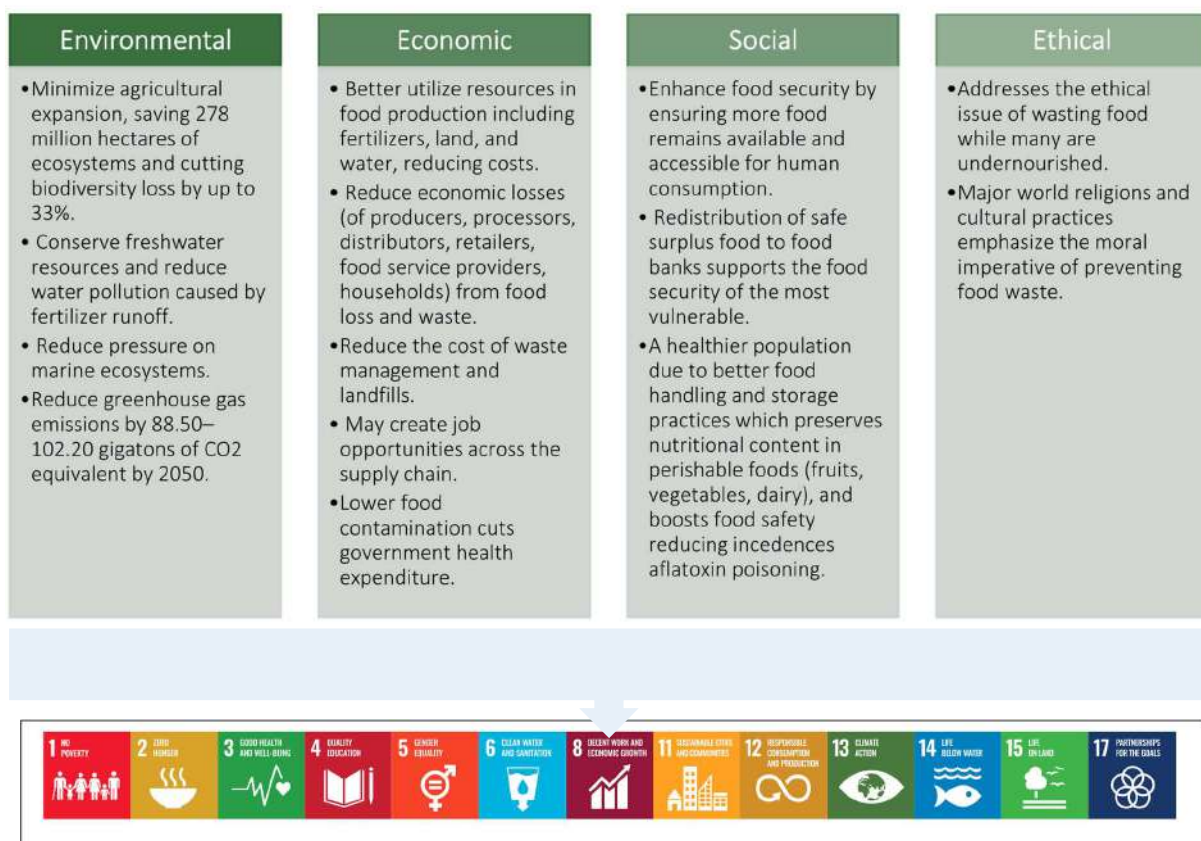 Environmental
•Minimize agricultural
expansion, saving 278
million hectares of
ecosystems and cutting
biodiversity loss by up to
33%.
• Conserve freshwater
resources and reduce
water pollution caused by
fertilizer runoff.
• Reduce pressure on
marine ecosystems.
•Reduce greenhouse gas
emissions by 88.50–
102.20 gigatons of CO2
equivalent by 2050.
Economic
• Better utilize resources in
food production including
fertilizers, land, and
water, reducing costs.
• Reduce economic losses
(of producers, processors,
distributors, retailers,
food service providers,
households) from food
loss and waste.
•Reduce the cost of waste
management and
landfills.
• May create job
opportunities across the
supply chain.
•Lower food
contamination cuts
government health
expenditure.
Social
•Enhance food security by
ensuring more food
remains available and
accessible for human
consumption.
• Redistribution of safe
surplus food to food
banks supports the food
security of the most
vulnerable.
•A healthier population
due to better food
handling and storage
practices which preserves
nutritional content in
perishable foods (fruits,
vegetables, dairy), and
boosts food safety
reducing incedences
aflatoxin poisoning.
Ethical
•Addresses the ethical
issue of wasting food
while many are
undernourished.
•Major world religions and
cultural practices
emphasize the moral
imperative of preventing
food waste.
1 NO
POVERTY
2 ZERO
HUNGER
3 GOOD HEALTH
AND WELL-BEING
4 QUALITY
EDUCATION
5 GENDER
EQUALITY
6 CLEAN WATER
AND SANITATION
8 DECENT WORK AND
ECONOMIC GROWTH
11 SUSTAINABLE CITIES
AND COMMUNITIES
12 RESPONSIBLE
CONSUMPTION
AND PRODUCTION
13 CLIMATE
ACTION
14 LIFE
BELOW WATER
15 LIFE
ON LAND
17 PARTNERSHIPS
FOR THE GOALS